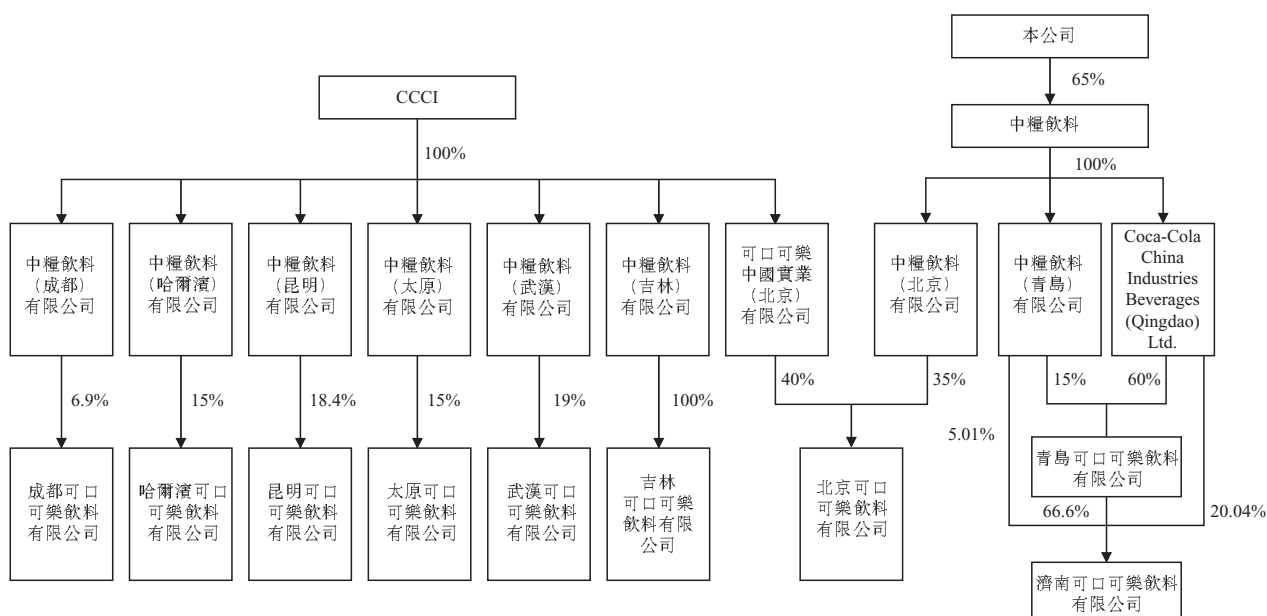 本公司
65%
CCCI
中糧飲料
100%
100%
中糧飲料
（成都）
有限公司
中糧飲料
（哈爾濱）
有限公司
中糧飲料
（昆明）
有限公司
中糧飲料
（太原）
有限公司
中糧飲料
（武漢）
有限公司
中糧飲料
（吉林）
有限公司
可口可樂
中國實業
（北京）
有限公司
中糧飲料
（北京）
有限公司
中糧飲料
（青島）
有限公司
Coca-Cola
China
Industries
Beverages
(Qingdao)
Ltd.
6.9%
15%
18.4%
15%
19%
100%
40%
35%
15%
60%
5.01%
成都可口
可樂飲料
有限公司
哈爾濱可口
可樂飲料
有限公司
昆明可口
可樂飲料
有限公司
太原可口
可樂飲料
有限公司
武漢可口
可樂飲料
有限公司
吉林
可口可樂
飲料有限
公司
北京可口
可樂飲料
有限公司
青島可口可樂飲料
有限公司
66.6%
20.04%
濟南可口可樂飲料
有限公司